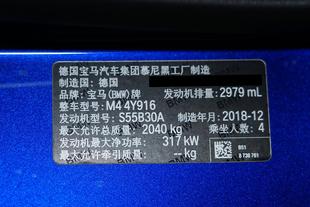 德国宝马汽车集团慕尼黑工厂制造
制造国：德国
品牌：宝马(BMW)牌 发动机排量：2979 mL
整车型号：M4 4Y916
发动机型号：S55B30A 制造年月：2018-12
最大允许总质量：2040 kg 乘坐人数：4
最大净功率：317 kW
最大允许牵引质量：-- kg
B51